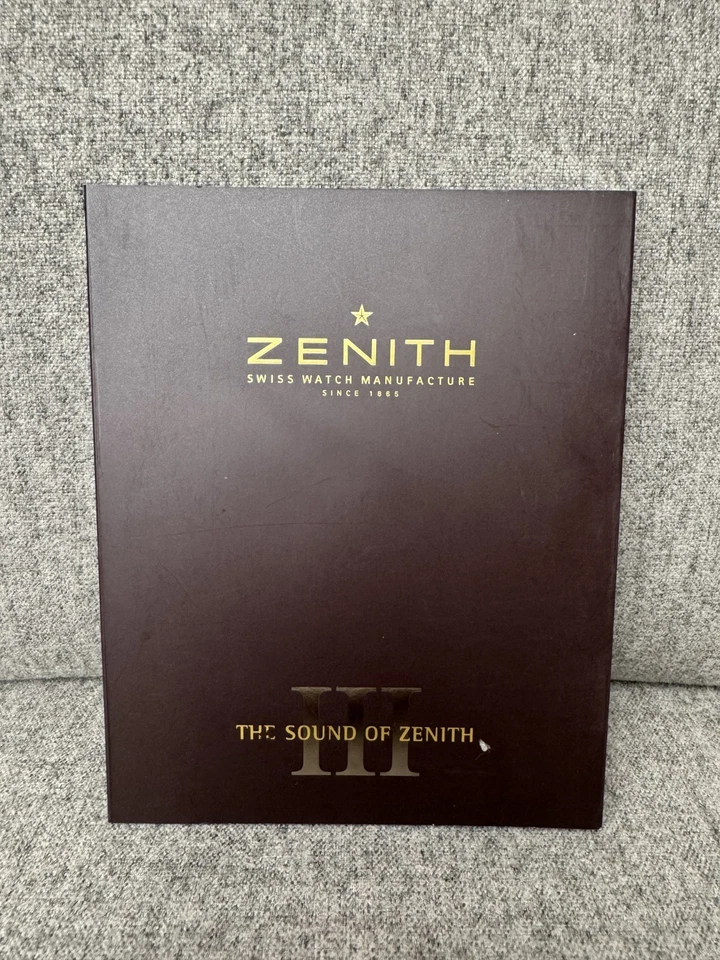 ZENITH
SWISS WATCH MANUFACTURE
SINCE 1865
III
THE SOUND OF ZENITH